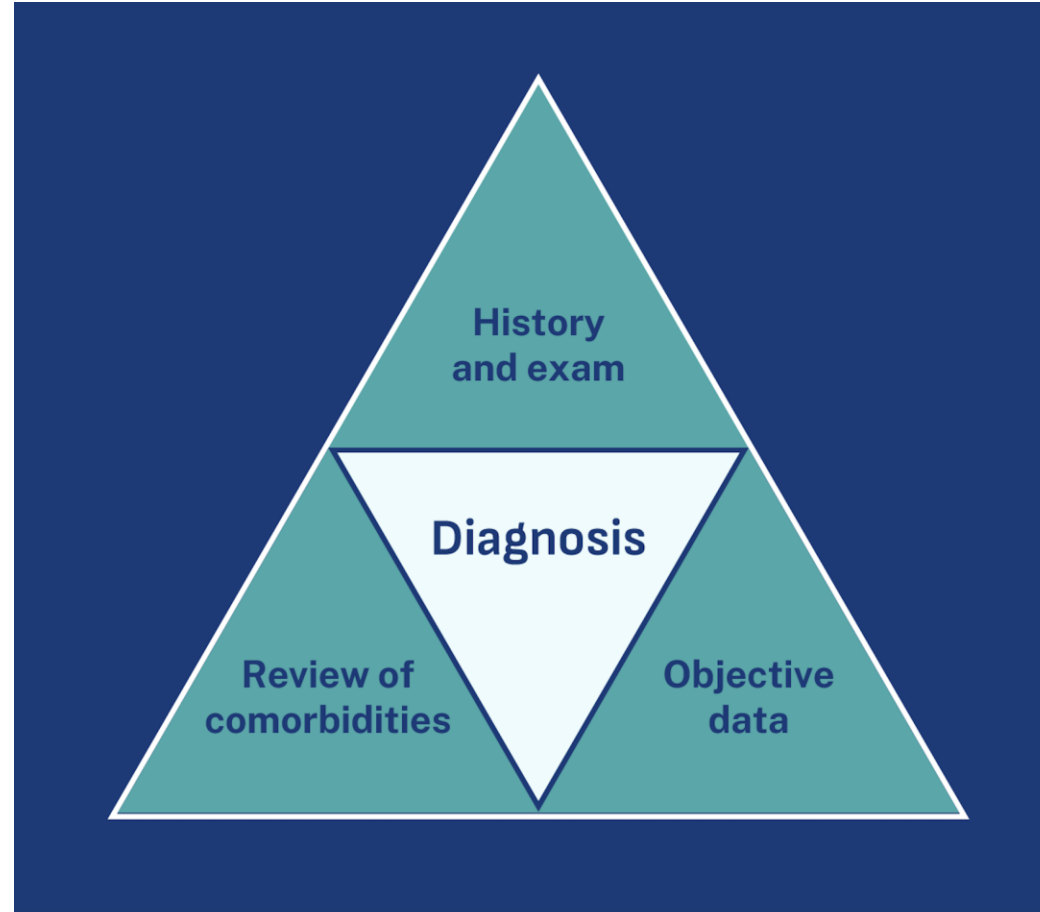 History
and exam
Diagnosis
Review of
comorbidities
Objective
data